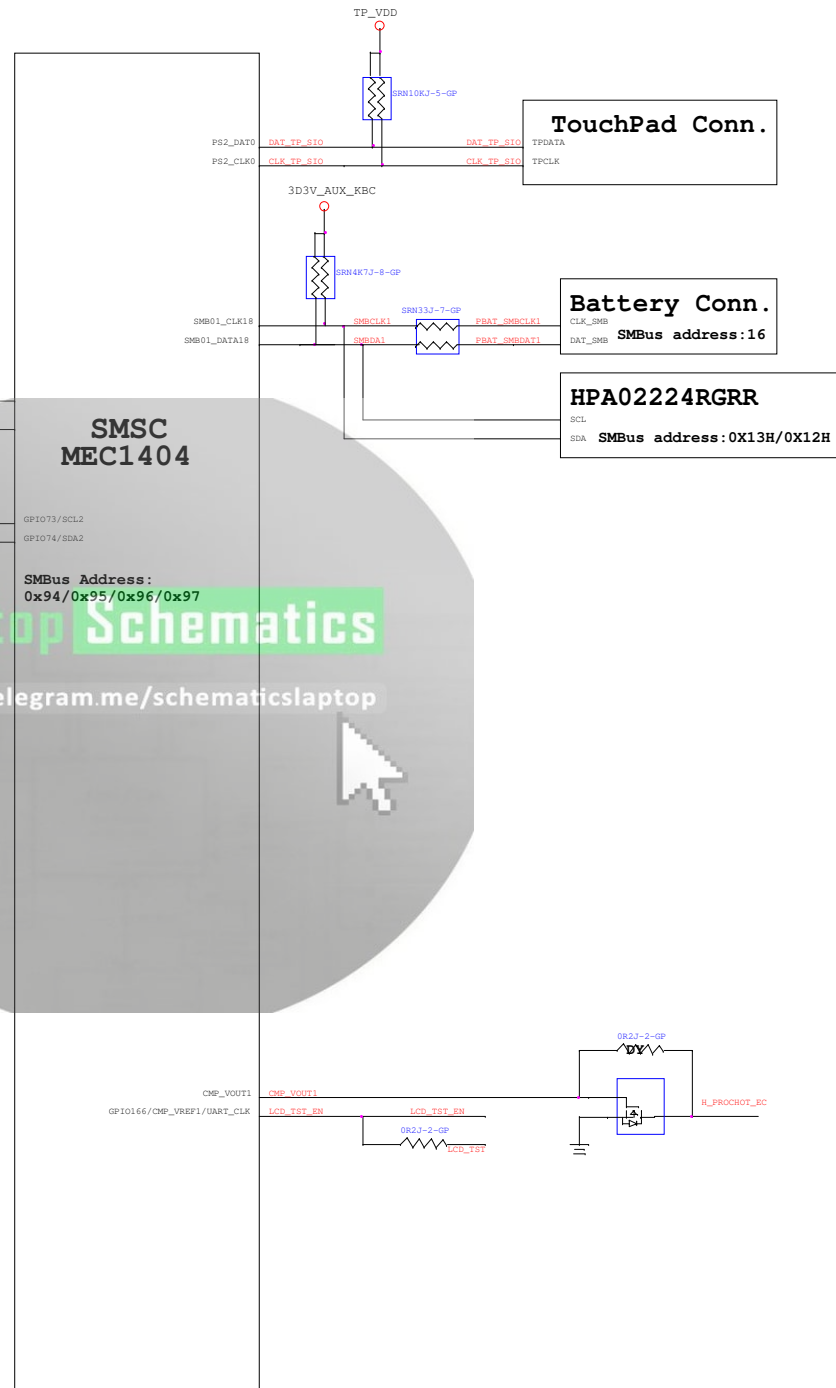 TP_VDD
SRN10KJ-5-GP
TouchPad Conn.
PS2_DAT0 DAT_TP_SIO DAT_TP_SIO TPDATA
PS2_CLK0 CLK_TP_SIO CLK_TP_SIO TPCLK
3D3V_AUX_KBC
SRN4K7J-8-GP
SRN33J-7-GP
Battery Conn.
SMB01_CLK18 SMBCLK1 PBAT_SMBCLK1 CLK_SMB
SMBus address:16
SMB01_DATA18 SMBDA1 PBAT_SMBDAT1 DAT_SMB
HPA02224RGRR
SCL
SDA SMBus address:0X13H/0X12H
SMSC
MEC1404
GPIO73/SCL2
GPIO74/SDA2
SMBus Address:
0x94/0x95/0x96/0x97
top Schematics
elegram.me/schematicslaptop
0R2J-2-GP
DY
CMP_VOUT1 CMP_VOUT1
H_PROCHOT_EC
GPIO166/CMP_VREF1/UART_CLK LCD_TST_EN LCD_TST_EN
0R2J-2-GP
LCD_TST